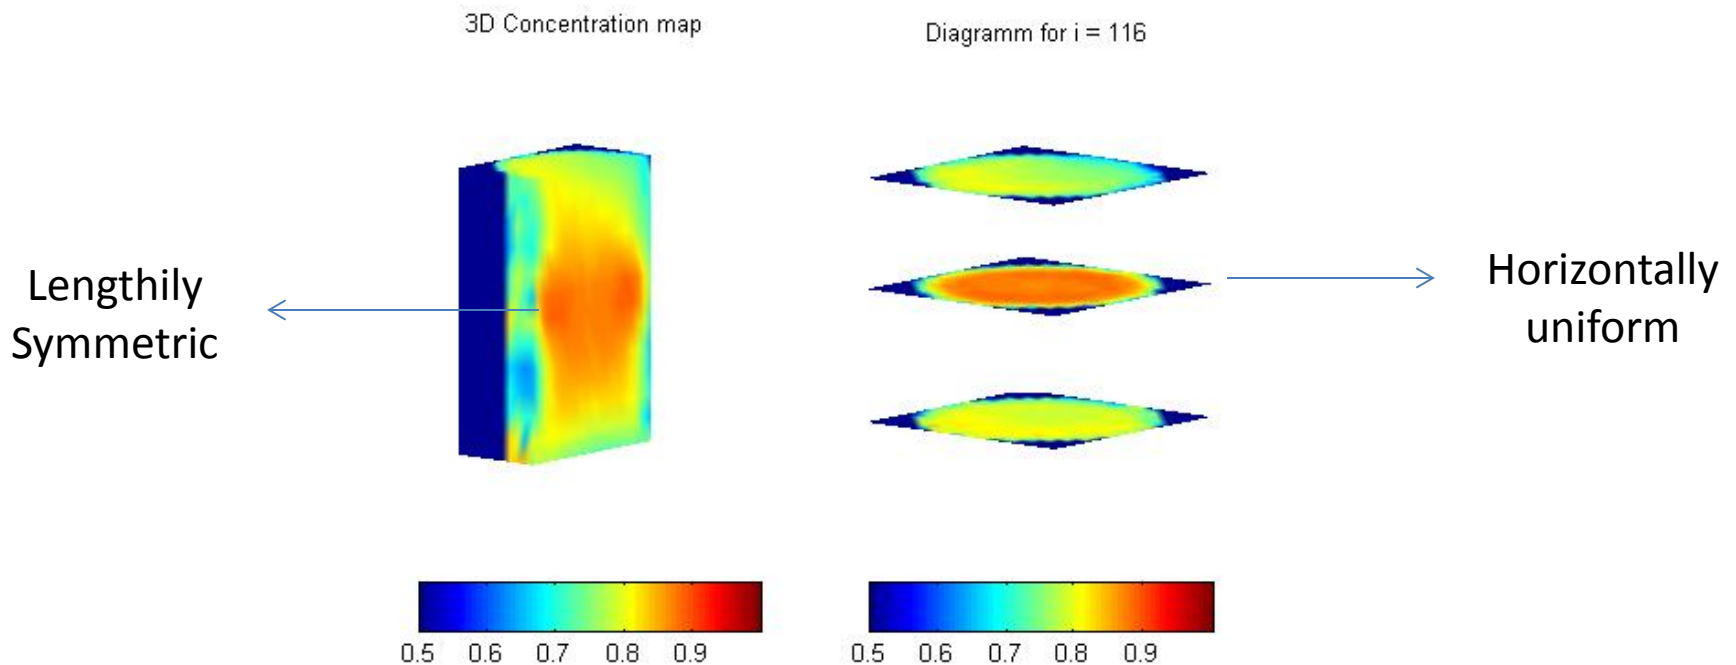 3D Concentration map
Diagramm for i = 116
Lengthily
Symmetric
Horizontally
uniform
0.5 0.6 0.7 0.8 0.9
0.5 0.6 0.7 0.8 0.9